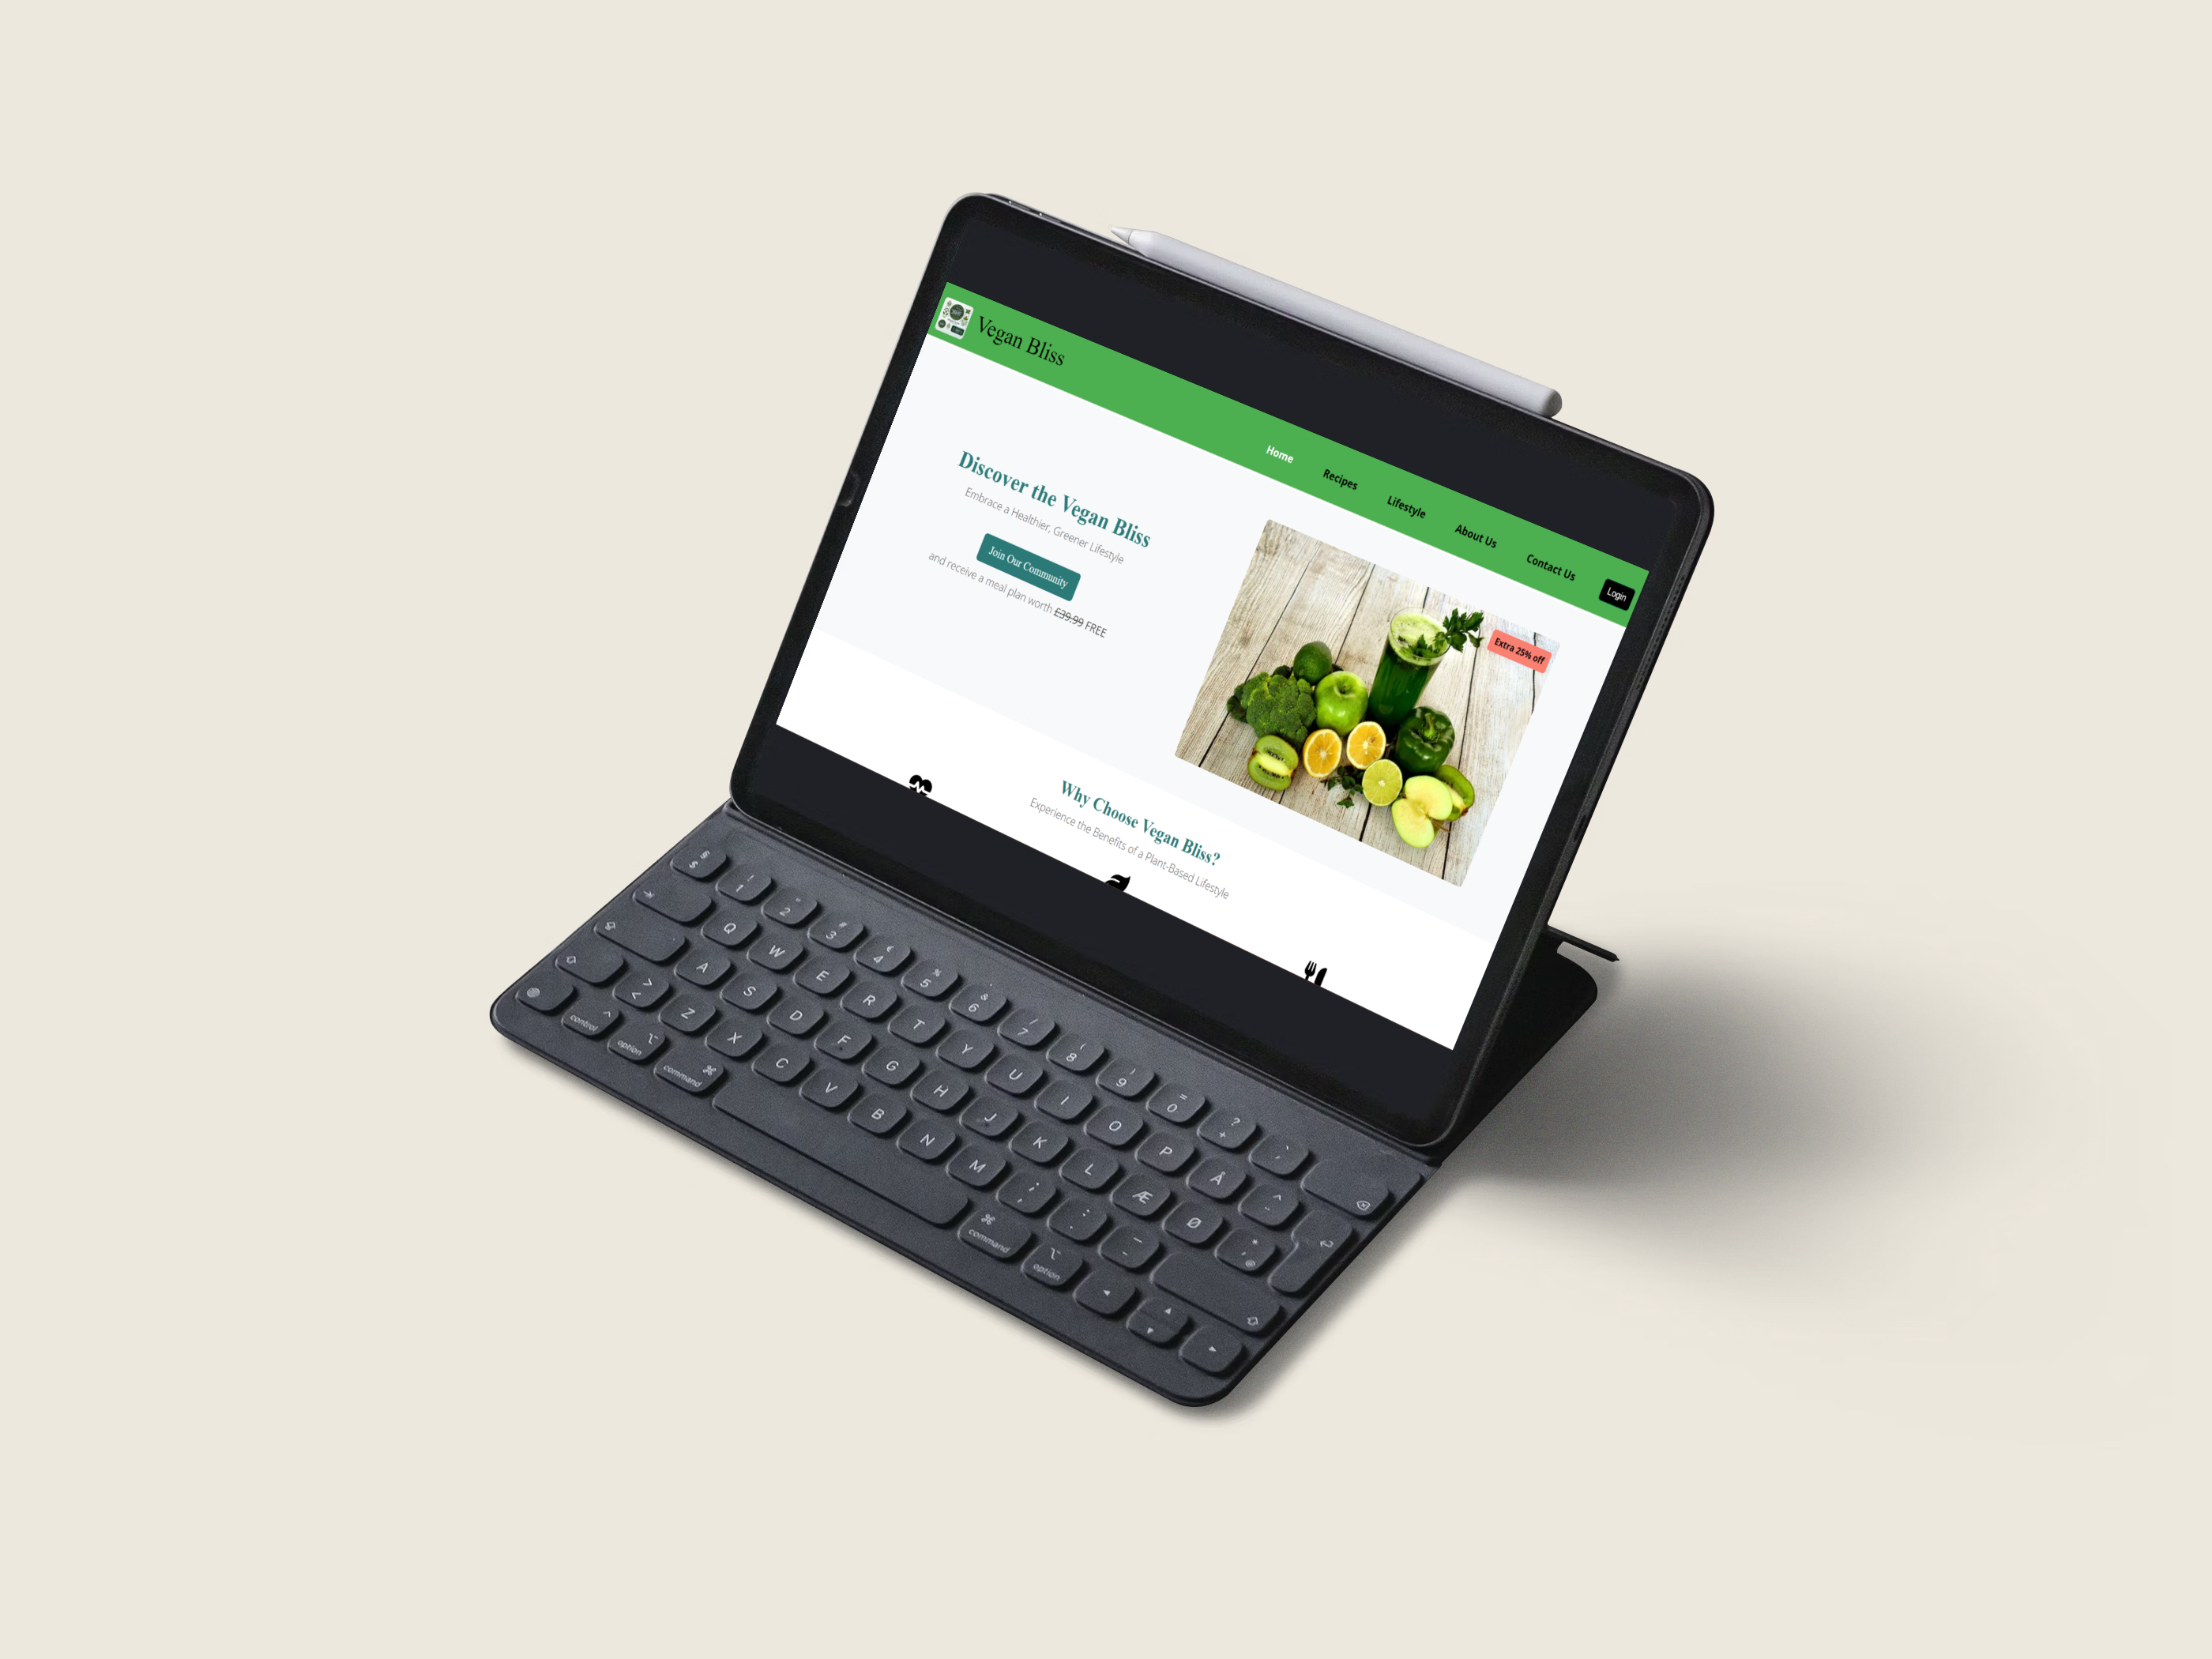 Vegan Bliss
Home
Recipes
Lifestyle
About Us
Contact Us
Login
Discover the Vegan Bliss
Embrace a Healthier, Greener Lifestyle
Join Our Community
and receive a meal plan worth £39.99 FREE
Extra 25% off
Why Choose Vegan Bliss?
Experience the Benefits of a Plant-Based Lifestyle
§ $
! 1
" 2
# 3
€ 4
% 5
& 6
/ 7
( 8
) 9
= 0
? +
Q W E R T Y U I O P Å ^
A S D F G H J K L Æ Ø
> < Z X C V B N M ; , : . _ -
control option command command option